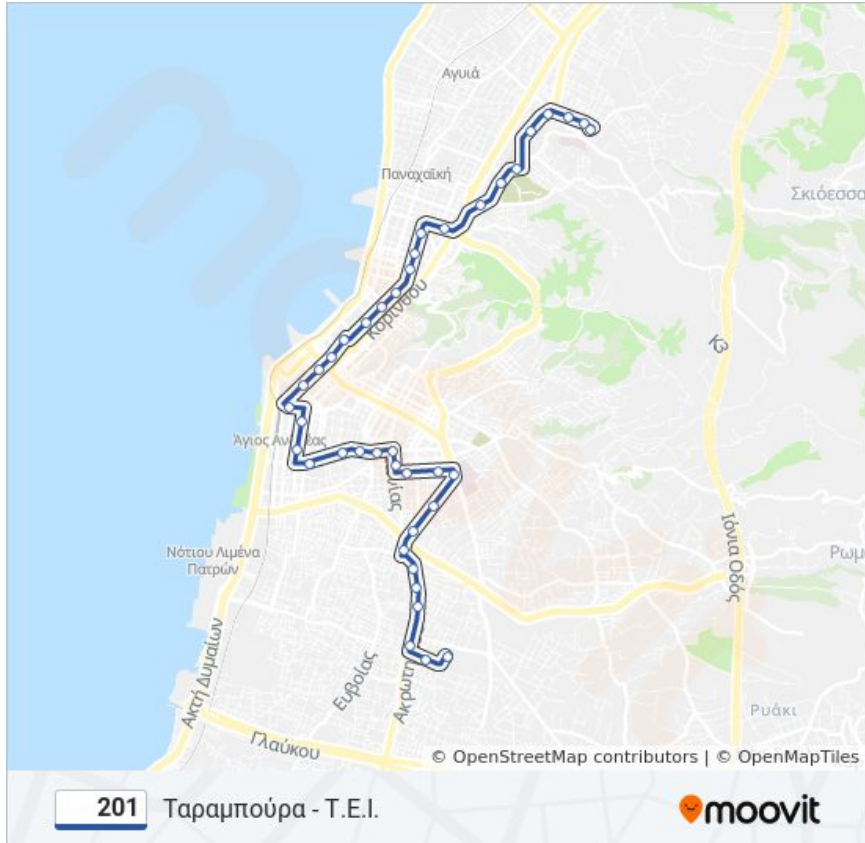 Αγυιά
Παναχαϊκή
Σκιόεσσα
Κορίνθου
Κ3
Άγιος Ανδρέας
Νότιου Λιμένα
Πατρών
Ιόνια Οδός
Ακτή Δυμαίων
Ευβοίας
Γλαύκου
Ρυάκι
© OpenStreetMap contributors | © OpenMapTiles
201 Ταραμπούρα - Τ.Ε.Ι.
moovit